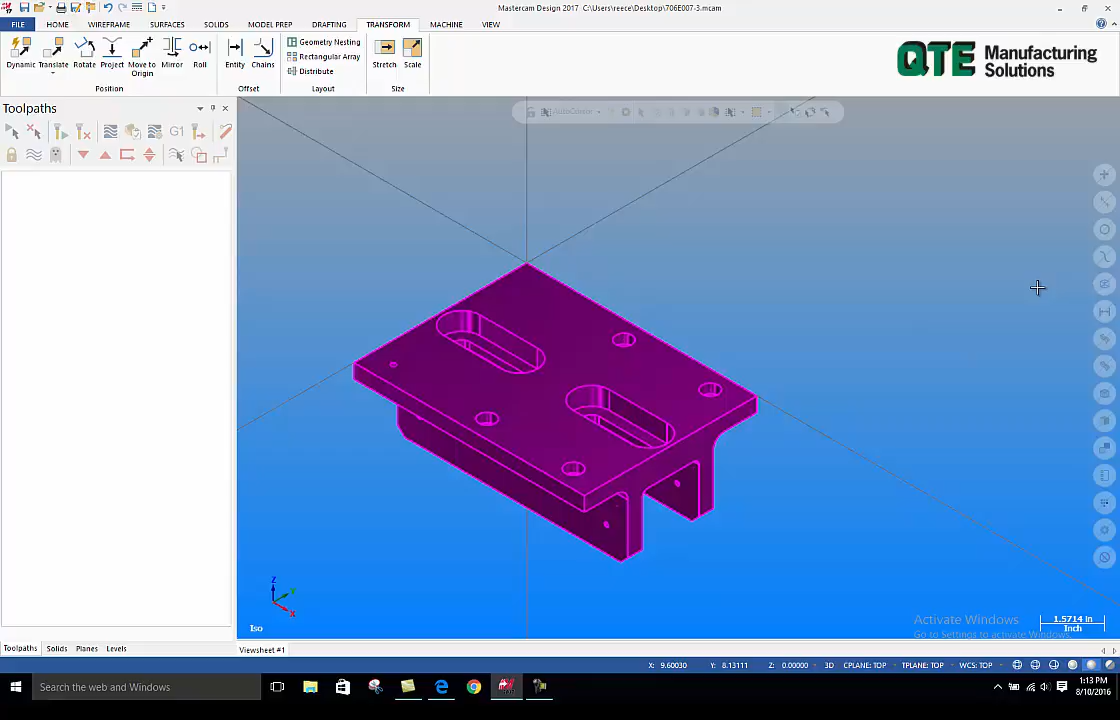 Mastercam Design 2017 C:\Users\reece\Desktop\706E007-3.mcam
FILE HOME WIREFRAME SURFACES SOLIDS MODEL PREP DRAFTING TRANSFORM MACHINE VIEW
Dynamic Translate Rotate Project Move to Origin Mirror Roll
Position
Entity Chains
Offset
Geometry Nesting
Rectangular Array
Distribute
Layout
Stretch Scale
Size
QTE Manufacturing
Solutions
Toolpaths
G1
AutoCursor
Z
Y
X
Iso
Activate Windows
Go to Settings to activate Windows.
1.5714 in
Inch
Toolpaths Solids Planes Levels
Viewsheet #1
X: 9.60030 Y: 8.13111 Z: 0.00000 3D CPLANE: TOP TPLANE: TOP WCS: TOP
Search the web and Windows
1:13 PM
8/10/2016